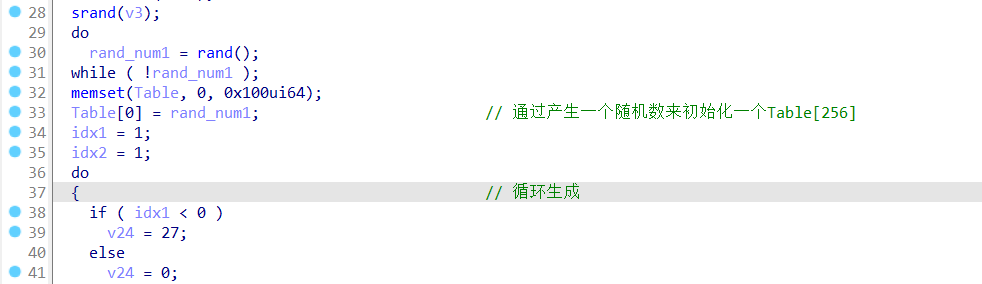 28 srand(v3);
29 do
30 rand_num1 = rand();
31 while ( !rand_num1 );
32 memset(Table, 0, 0x100ui64);
33 Table[0] = rand_num1; // 通过产生一个随机数来初始化一个Table[256]
34 idx1 = 1;
35 idx2 = 1;
36 do
37 { // 循环生成
38 if ( idx1 < 0 )
39 v24 = 27;
40 else
41 v24 = 0;